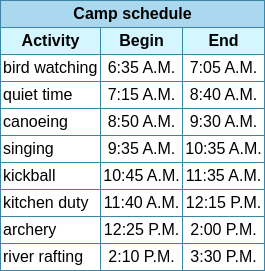 Camp schedule
Activity Begin End
bird watching 6:35 A.M. 7:05 A.M.
quiet time 7:15 A.M. 8:40 A.M.
canoeing 8:50 A.M. 9:30 A.M.
singing 9:35 A.M. 10:35 A.M.
kickball 10:45 A.M. 11:35 A.M.
kitchen duty 11:40 A.M. 12:15 P.M.
archery 12:25 P.M. 2:00 P.M.
river rafting 2:10 P.M. 3:30 P.M.